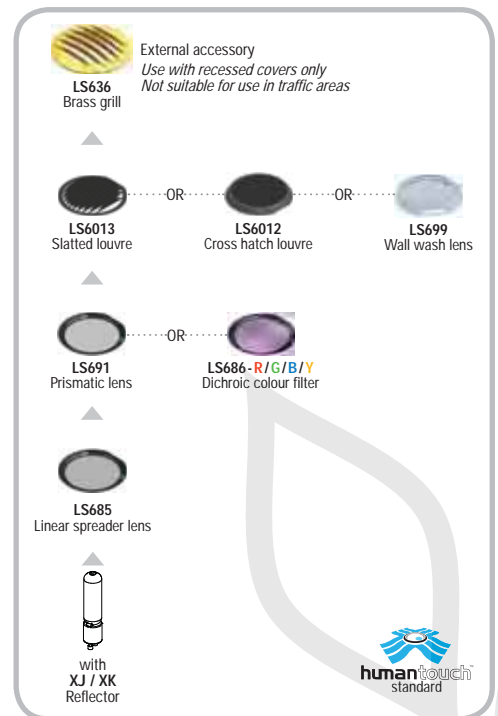 External accessory
Use with recessed covers only
Not suitable for use in traffic areas
LS636
Brass grill
OR
OR
LS6013
Slatted louvre
LS6012
Cross hatch louvre
LS699
Wall wash lens
OR
LS691
Prismatic lens
LS686-R/G/B/Y
Dichroic colour filter
LS685
Linear spreader lens
with
XJ / XK
Reflector
humantouch™
standard